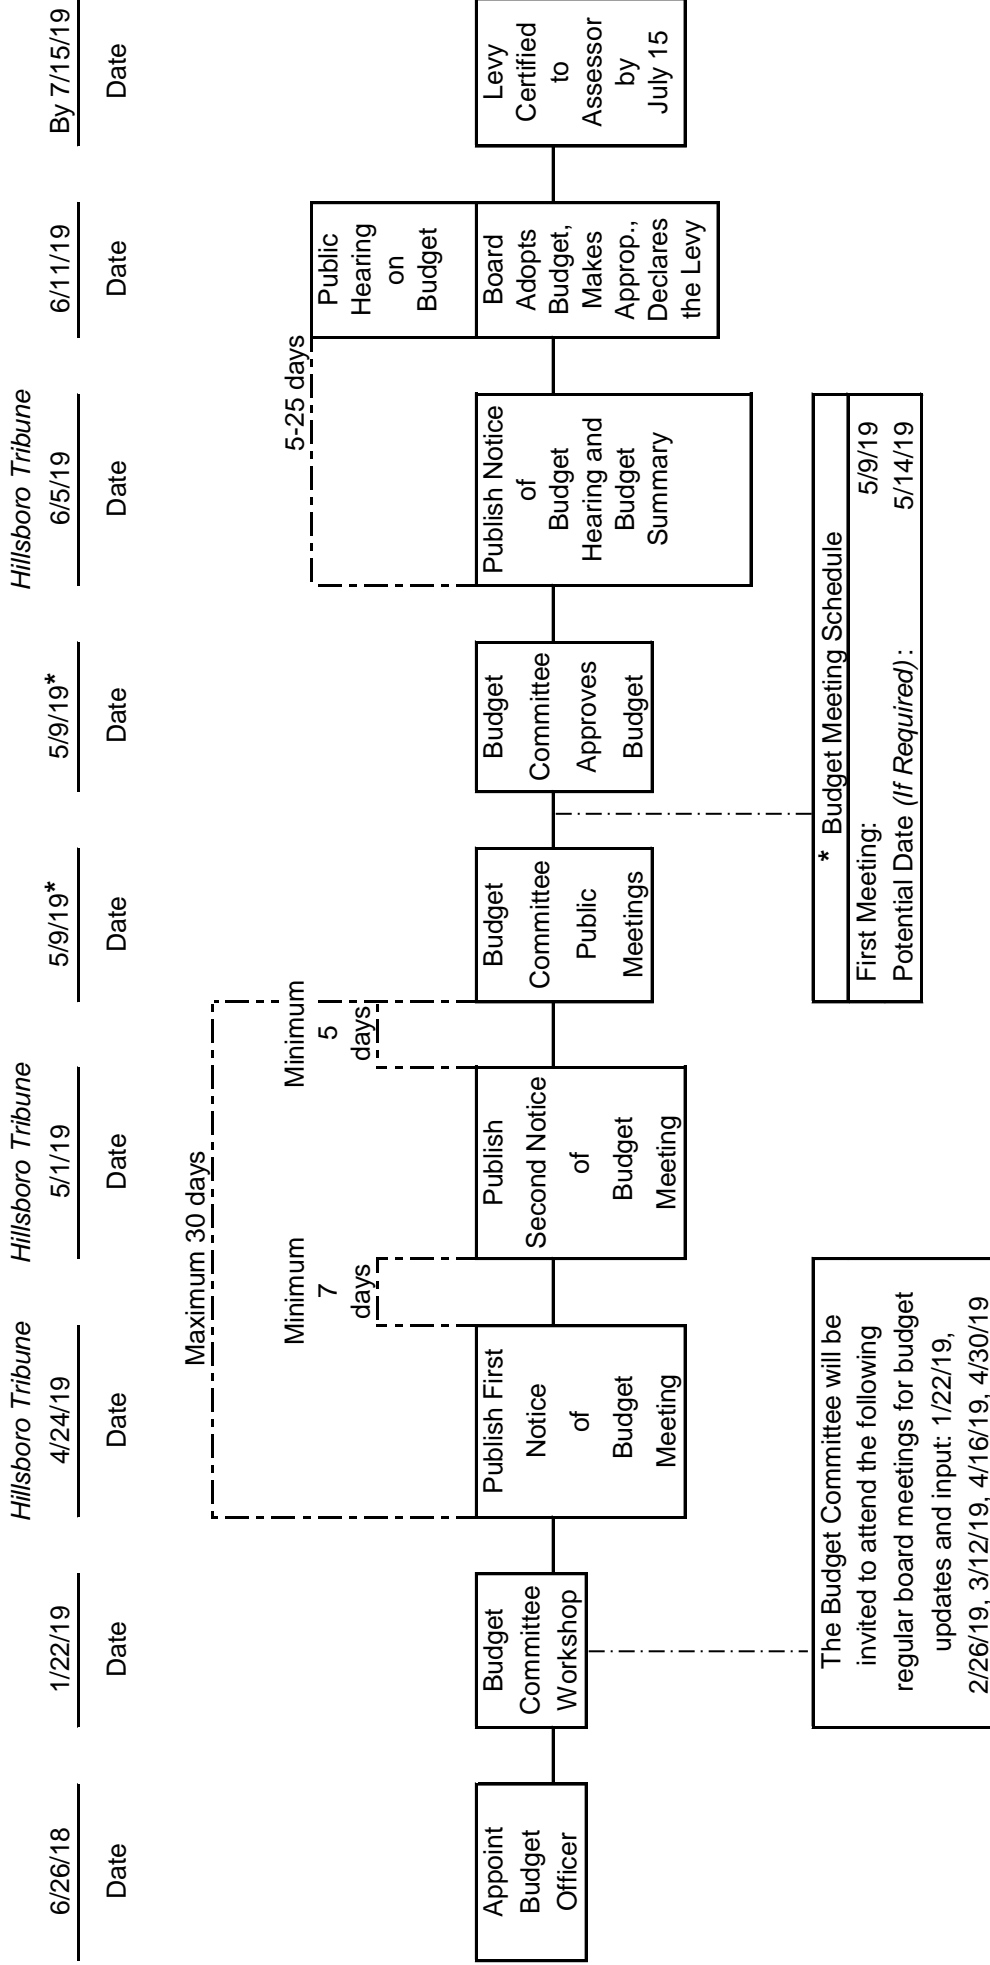 Hillsboro Tribune
Hillsboro Tribune
Hillsboro Tribune
6/26/18
1/22/19
4/24/19
5/1/19
5/9/19*
5/9/19*
6/5/19
6/11/19
By 7/15/19
Date
Date
Date
Date
Date
Date
Date
Date
Date
Maximum 30 days
Minimum
7
days
Minimum
5
days
5-25 days
Appoint
Budget
Officer
Budget
Committee
Workshop
Publish First
Notice
of
Budget
Meeting
Publish
Second Notice
of
Budget
Meeting
Budget
Committee
Public
Meetings
Budget
Committee
Approves
Budget
Publish Notice
of
Budget
Hearing and
Budget
Summary
Public
Hearing
on
Budget
Board
Adopts
Budget,
Makes
Approp.,
Declares
the Levy
Levy
Certified
to
Assessor
by
July 15
The Budget Committee will be
invited to attend the following
regular board meetings for budget
updates and input: 1/22/19,
2/26/19, 3/12/19, 4/16/19, 4/30/19
* Budget Meeting Schedule
First Meeting: 5/9/19
Potential Date (If Required): 5/14/19